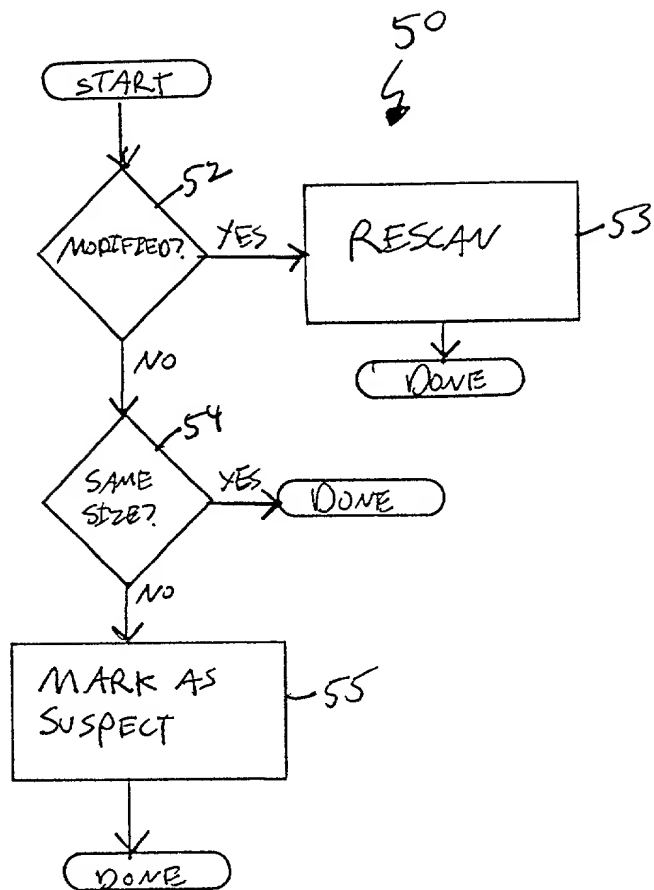 50
START
52
MODIFIED?
YES
RESCAN
53
NO
DONE
54
SAME
SIZE?
YES
DONE
NO
MARK AS
SUSPECT
55
DONE